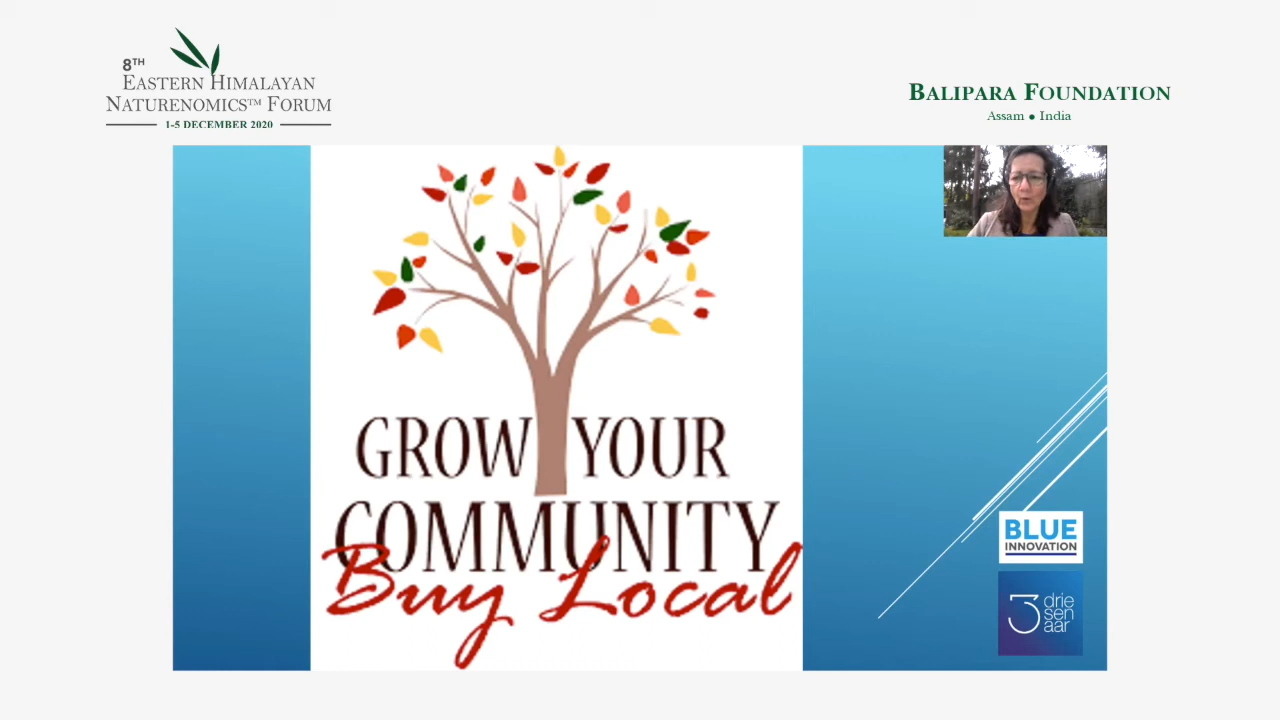 8TH
EASTERN HIMALAYAN
NATURENOMICS™ FORUM
1-5 DECEMBER 2020
BALIPARA FOUNDATION
Assam ● India
GROW YOUR
COMMUNITY
Buy Local
BLUE
INNOVATION
3 drie
sen
aar